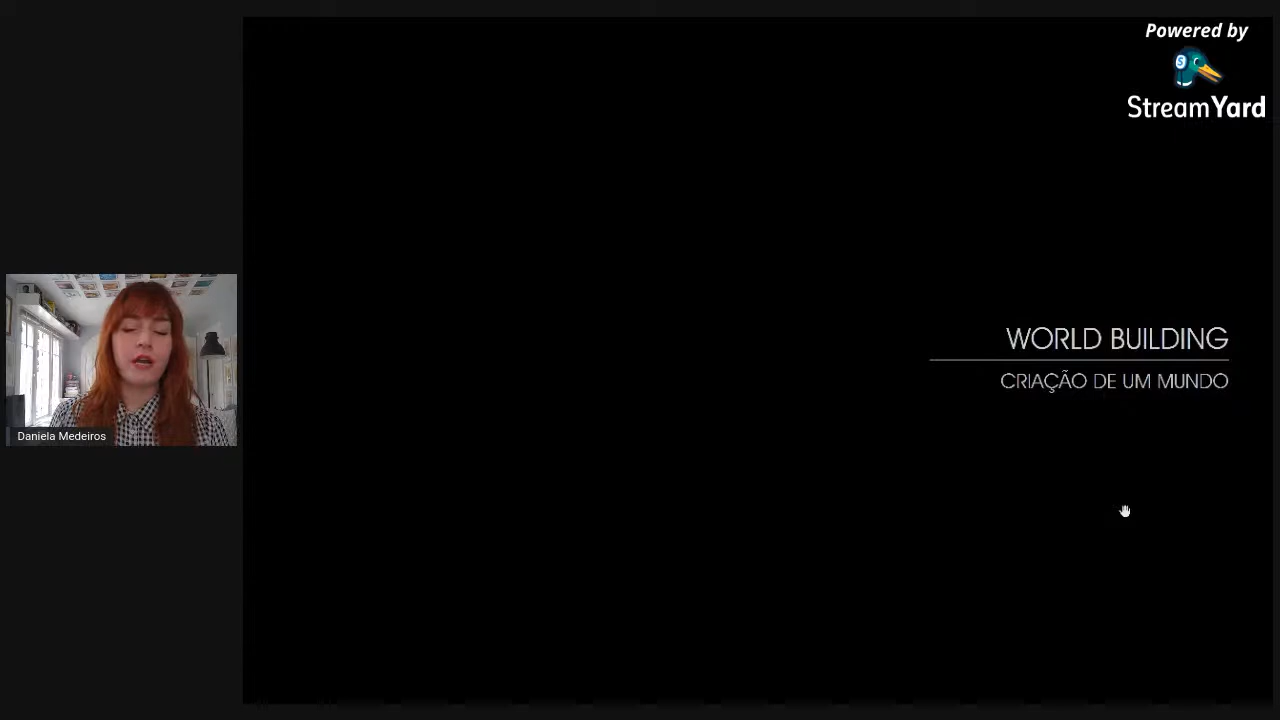 Powered by
StreamYard
WORLD BUILDING
CRIAÇÃO DE UM MUNDO
Daniela Medeiros